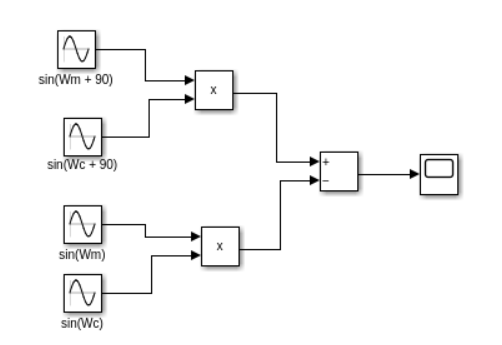 sin(Wm + 90)
x
sin(Wc + 90)
+
−
sin(Wm)
x
sin(Wc)